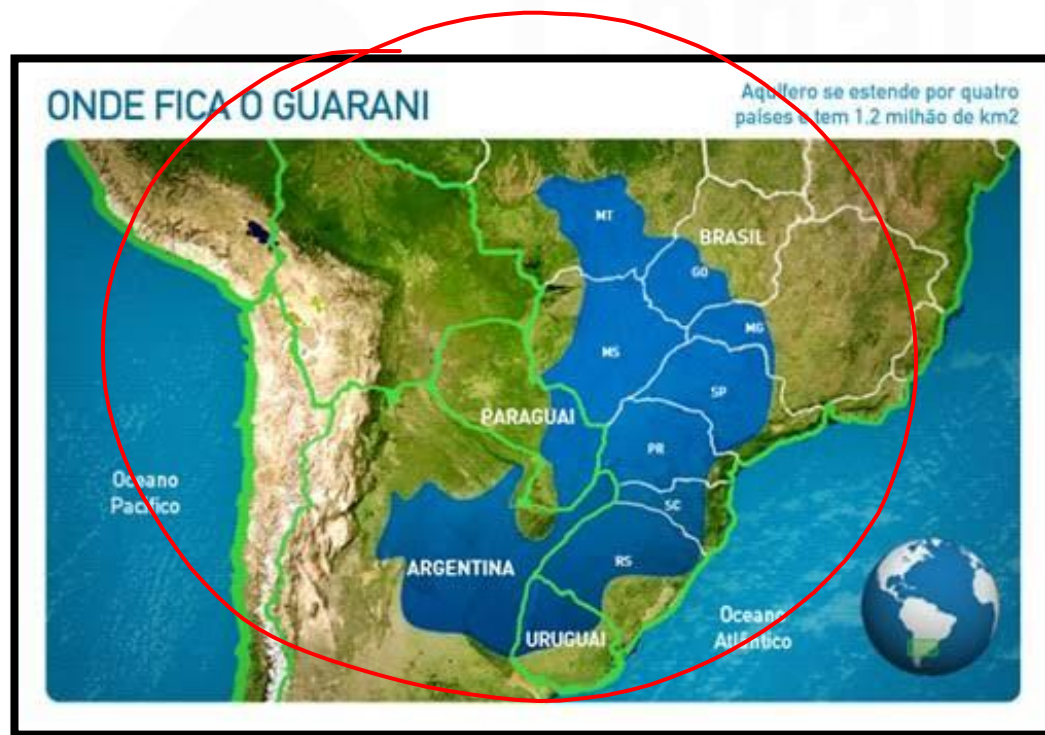 ONDE FICA O GUARANI
Aquífero se estende por quatro
países e tem 1,2 milhão de km2
MT
BRASIL
GO
MG
MS
SP
PARAGUAI
PR
Oceano
Pacífico
SC
ARGENTINA
RS
URUGUAI
Oceano
Atlântico